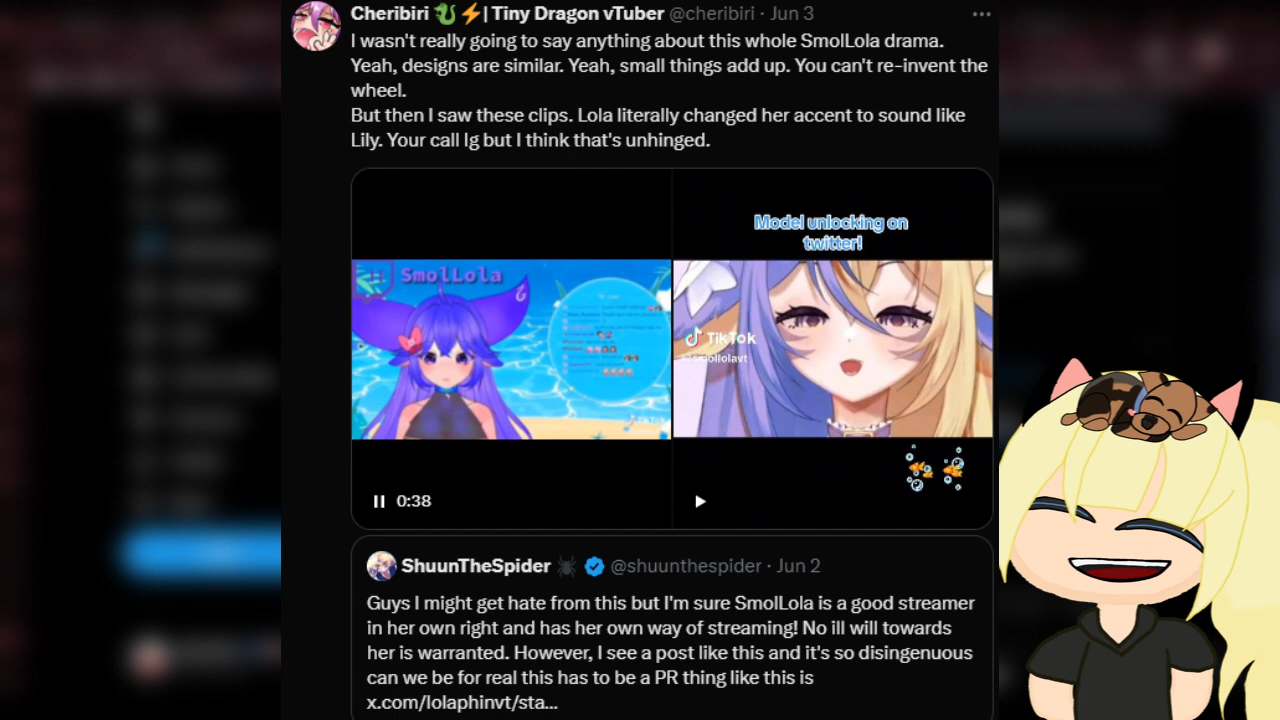 Cheribiri 🐉⚡| Tiny Dragon vTuber @cheribiri · Jun 3
I wasn't really going to say anything about this whole SmolLola drama.
Yeah, designs are similar. Yeah, small things add up. You can't re-invent the
wheel.
But then I saw these clips. Lola literally changed her accent to sound like
Lily. Your call lg but I think that's unhinged.
SmolLola
Model unlocking on
twitter!
TikTok
@smollolavt
0:38
ShuunTheSpider 🕷 @shuunthespider · Jun 2
Guys I might get hate from this but I'm sure SmolLola is a good streamer
in her own right and has her own way of streaming! No ill will towards
her is warranted. However, I see a post like this and it's so disingenuous
can we be for real this has to be a PR thing like this is
x.com/lolaphinvt/sta...